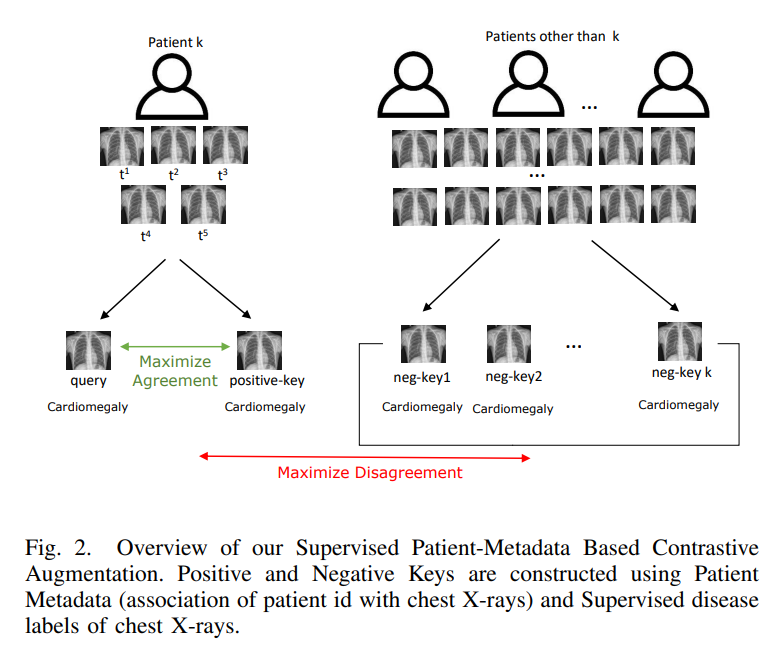 Patient k
Patients other than k
...
t1 t2 t3
...
t4 t5
Maximize
Agreement
query
positive-key
Cardiomegaly
Cardiomegaly
...
neg-key1
neg-key2
neg-key k
Cardiomegaly
Cardiomegaly
Cardiomegaly
Maximize Disagreement
Fig. 2. Overview of our Supervised Patient-Metadata Based Contrastive
Augmentation. Positive and Negative Keys are constructed using Patient
Metadata (association of patient id with chest X-rays) and Supervised disease
labels of chest X-rays.